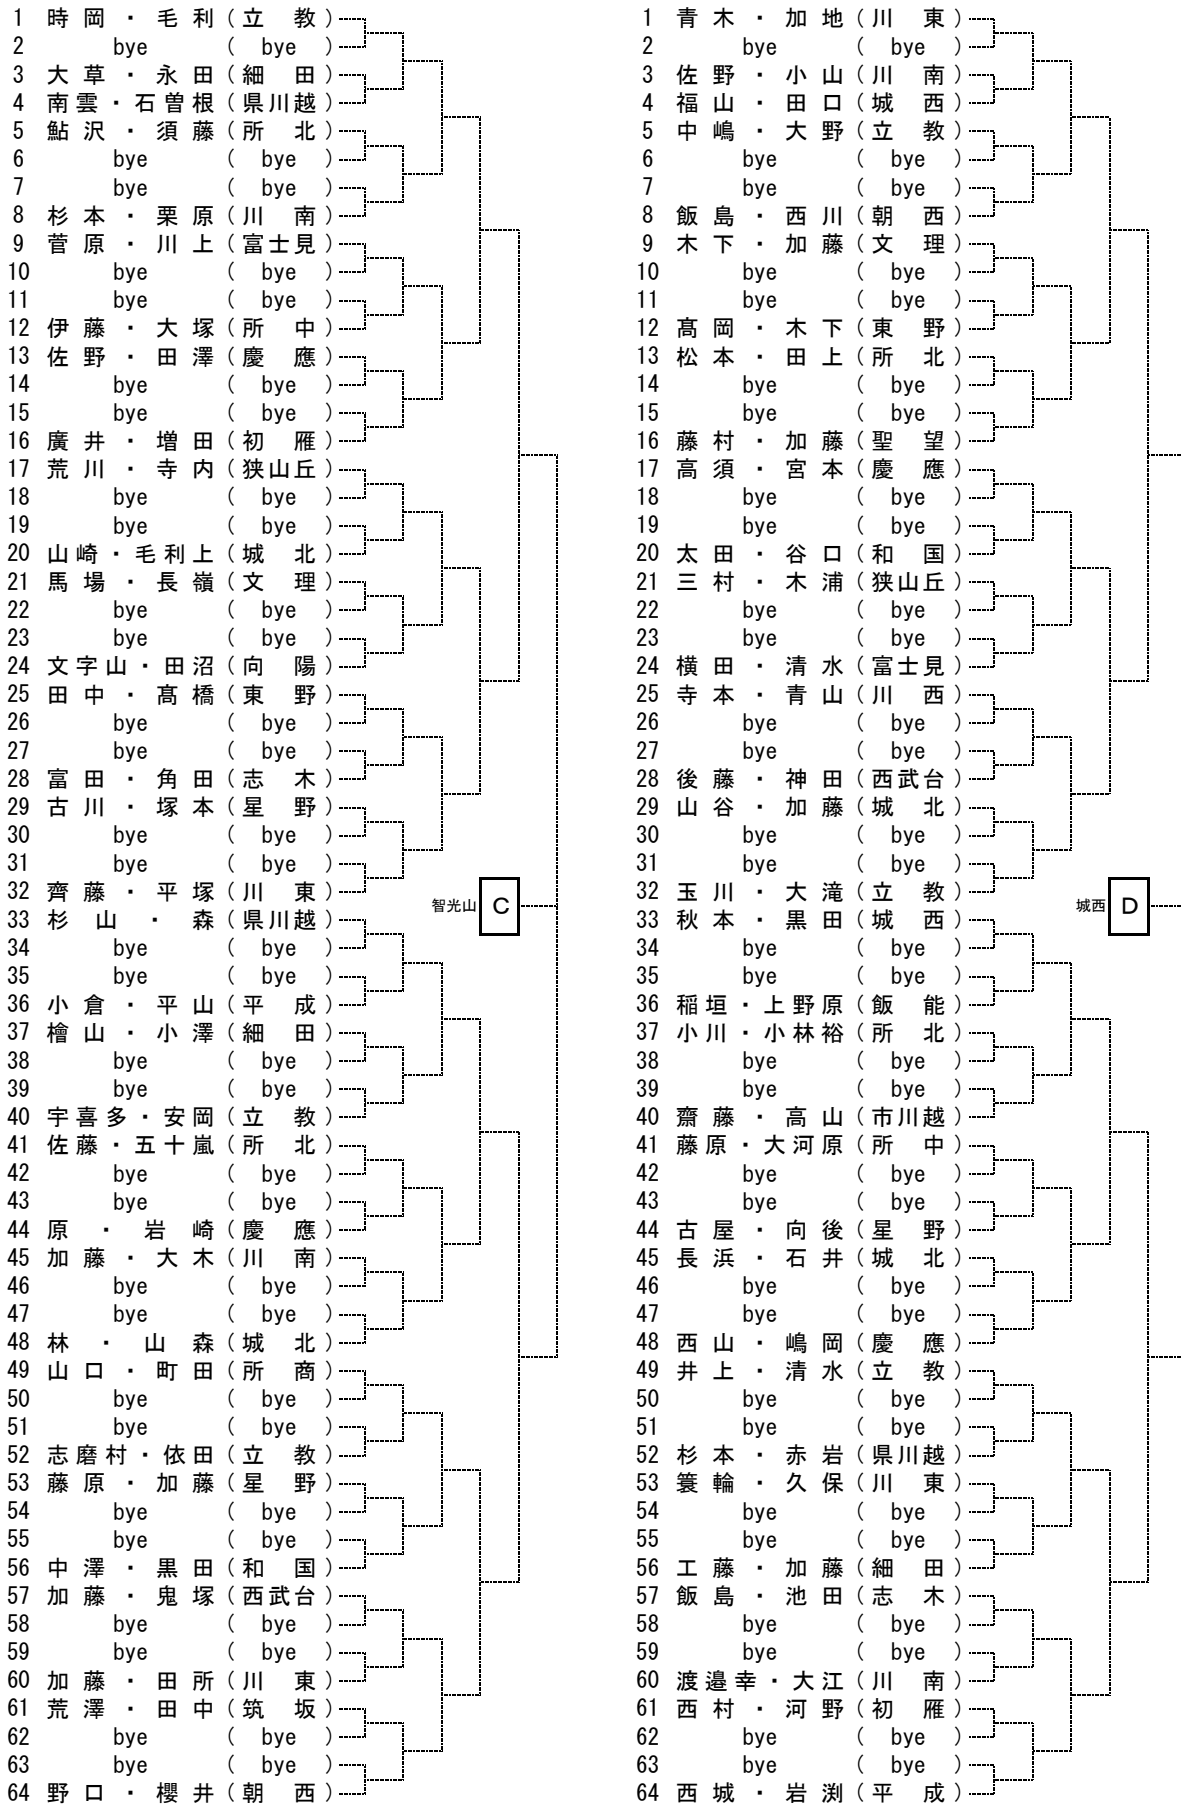 1 時岡・毛利(立教)
2 bye (bye)
3 大草・永田(細田)
4 南雲・石曽根(県川越)
5 鮎沢・須藤(所北)
6 bye (bye)
7 bye (bye)
8 杉本・栗原(川南)
9 菅原・川上(富士見)
10 bye (bye)
11 bye (bye)
12 伊藤・大塚(所中)
13 佐野・田澤(慶應)
14 bye (bye)
15 bye (bye)
16 廣井・増田(初雁)
17 荒川・寺内(狭山丘)
18 bye (bye)
19 bye (bye)
20 山崎・毛利上(城北)
21 馬場・長嶺(文理)
22 bye (bye)
23 bye (bye)
24 文字山・田沼(向陽)
25 田中・髙橋(東野)
26 bye (bye)
27 bye (bye)
28 富田・角田(志木)
29 古川・塚本(星野)
30 bye (bye)
31 bye (bye)
32 齊藤・平塚(川東)
33 杉山・森(県川越)
34 bye (bye)
35 bye (bye)
36 小倉・平山(平成)
37 檜山・小澤(細田)
38 bye (bye)
39 bye (bye)
40 宇喜多・安岡(立教)
41 佐藤・五十嵐(所北)
42 bye (bye)
43 bye (bye)
44 原・岩崎(慶應)
45 加藤・大木(川南)
46 bye (bye)
47 bye (bye)
48 林・山森(城北)
49 山口・町田(所商)
50 bye (bye)
51 bye (bye)
52 志磨村・依田(立教)
53 藤原・加藤(星野)
54 bye (bye)
55 bye (bye)
56 中澤・黒田(和国)
57 加藤・鬼塚(西武台)
58 bye (bye)
59 bye (bye)
60 加藤・田所(川東)
61 荒澤・田中(筑坂)
62 bye (bye)
63 bye (bye)
64 野口・櫻井(朝西)
智光山 C
1 青木・加地(川東)
2 bye (bye)
3 佐野・小山(川南)
4 福山・田口(城西)
5 中嶋・大野(立教)
6 bye (bye)
7 bye (bye)
8 飯島・西川(朝西)
9 木下・加藤(文理)
10 bye (bye)
11 bye (bye)
12 髙岡・木下(東野)
13 松本・田上(所北)
14 bye (bye)
15 bye (bye)
16 藤村・加藤(聖望)
17 高須・宮本(慶應)
18 bye (bye)
19 bye (bye)
20 太田・谷口(和国)
21 三村・木浦(狭山丘)
22 bye (bye)
23 bye (bye)
24 横田・清水(富士見)
25 寺本・青山(川西)
26 bye (bye)
27 bye (bye)
28 後藤・神田(西武台)
29 山谷・加藤(城北)
30 bye (bye)
31 bye (bye)
32 玉川・大滝(立教)
33 秋本・黒田(城西)
34 bye (bye)
35 bye (bye)
36 稲垣・上野原(飯能)
37 小川・小林裕(所北)
38 bye (bye)
39 bye (bye)
40 齋藤・高山(市川越)
41 藤原・大河原(所中)
42 bye (bye)
43 bye (bye)
44 古屋・向後(星野)
45 長浜・石井(城北)
46 bye (bye)
47 bye (bye)
48 西山・嶋岡(慶應)
49 井上・清水(立教)
50 bye (bye)
51 bye (bye)
52 杉本・赤岩(県川越)
53 簑輪・久保(川東)
54 bye (bye)
55 bye (bye)
56 工藤・加藤(細田)
57 飯島・池田(志木)
58 bye (bye)
59 bye (bye)
60 渡邉幸・大江(川南)
61 西村・河野(初雁)
62 bye (bye)
63 bye (bye)
64 西城・岩渕(平成)
城西 D